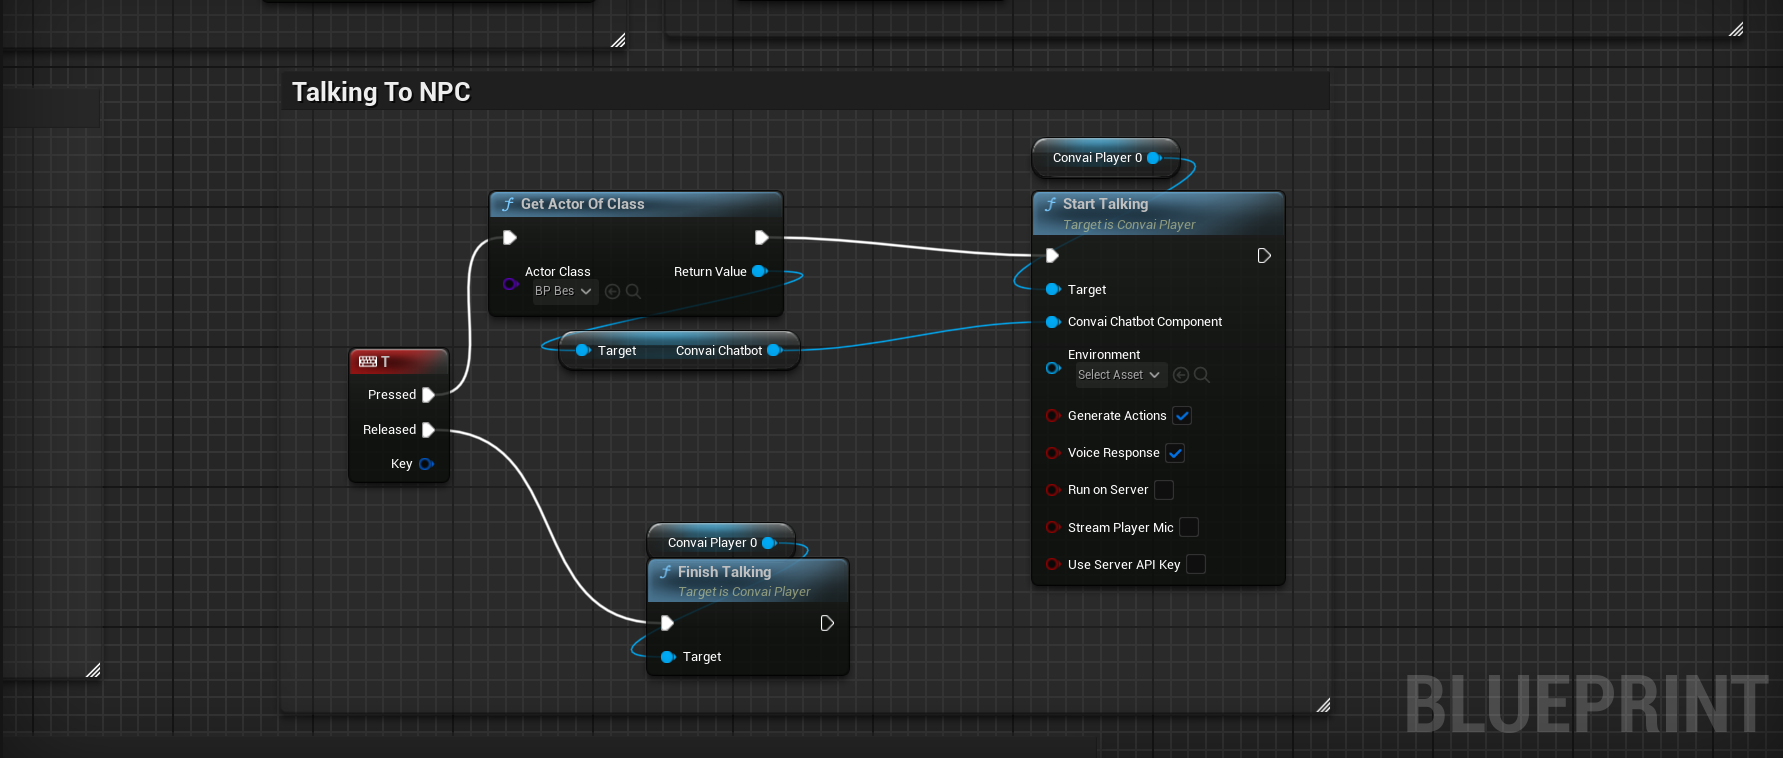 Talking To NPC
Convai Player 0
Get Actor Of Class
Actor Class
BP Bes
Return Value
Target
Convai Chatbot
T
Pressed
Released
Key
Start Talking
Target is Convai Player
Target
Convai Chatbot Component
Environment
Select Asset
Generate Actions
Voice Response
Run on Server
Stream Player Mic
Use Server API Key
Convai Player 0
Finish Talking
Target is Convai Player
Target
BLUEPRINT